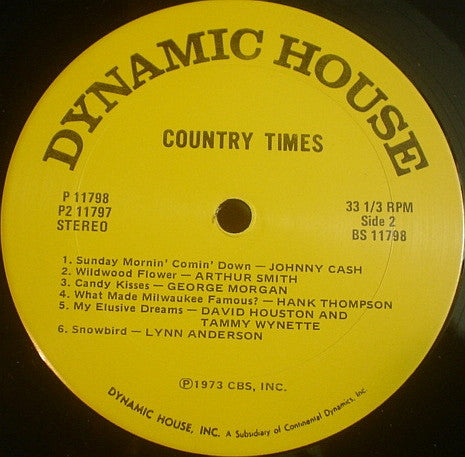 DYNAMIC HOUSE
COUNTRY TIMES
P 11798
P2 11797
STEREO
33 1/3 RPM
Side 2
BS 11798
1. Sunday Mornin' Comin' Down — JOHNNY CASH
2. Wildwood Flower — ARTHUR SMITH
3. Candy Kisses — GEORGE MORGAN
4. What Made Milwaukee Famous? — HANK THOMPSON
5. My Elusive Dreams — DAVID HOUSTON AND
TAMMY WYNETTE
6. Snowbird — LYNN ANDERSON
Ⓟ1973 CBS, INC.
DYNAMIC HOUSE, INC. A Subsidiary of Continental Dynamics, Inc.